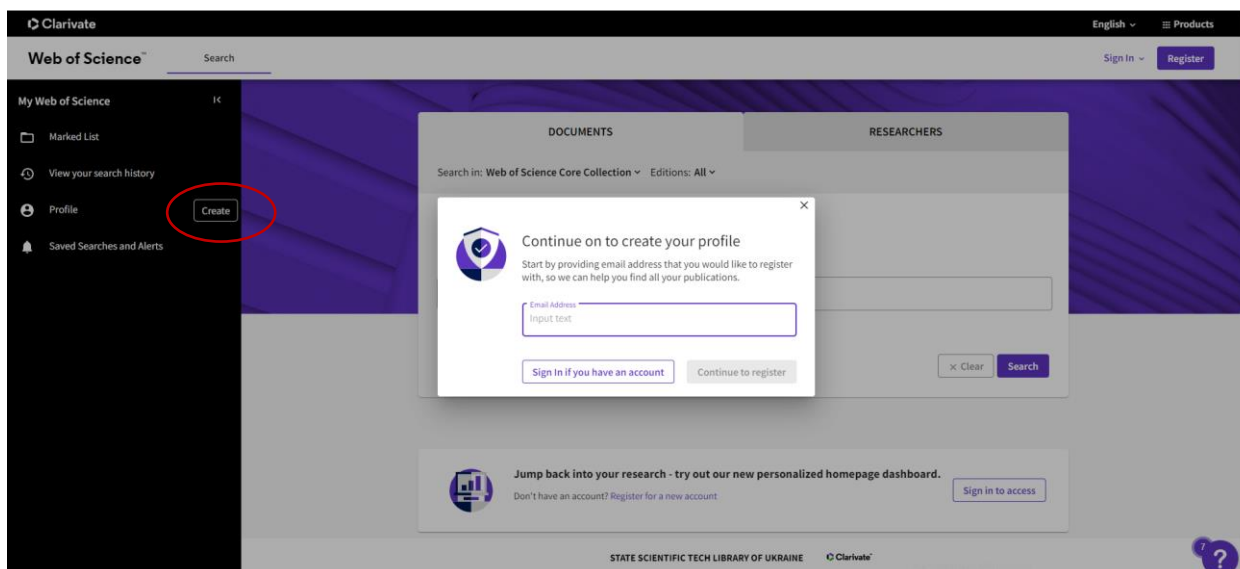 Clarivate
English
Products
Web of Science™
Search
Sign In
Register
My Web of Science
Marked List
View your search history
Profile
Create
Saved Searches and Alerts
DOCUMENTS
RESEARCHERS
Search in: Web of Science Core Collection Editions: All
Continue on to create your profile
Start by providing email address that you would like to register
with, so we can help you find all your publications.
Email Address
Input text
Sign In if you have an account
Continue to register
× Clear
Search
Jump back into your research - try out our new personalized homepage dashboard.
Don't have an account? Register for a new account
Sign in to access
STATE SCIENTIFIC TECH LIBRARY OF UKRAINE
Clarivate™
7
?